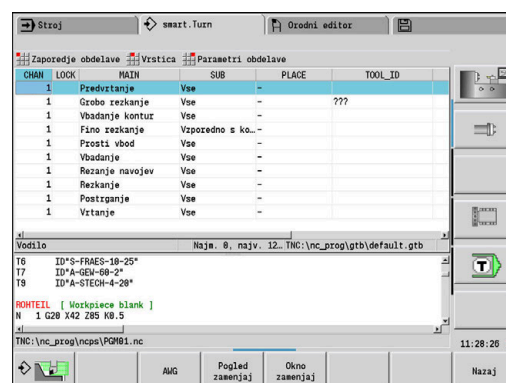 Stroj smart.Turn Orodni editor
Zaporedje obdelave Vrstica Parametri obdelave
CHAN LOCK MAIN SUB PLACE TOOL_ID
1 Predvrtanje Vse –
1 Grobo rezkanje Vse – ???
1 Vbadanje kontur Vse –
1 Fino rezkanje Vzporedno s ko… –
1 Prosti vbod Vse –
1 Vbadanje Vse –
1 Rezanje navojev Vse –
1 Rezkanje Vse –
1 Postrganje Vse –
1 Vrtanje Vse –
Vodilo Najm. 0, najv. 12… TNC:\nc_prog\gtb\default.gtb
T6 ID"S-FRAES-10-25"
T7 ID"A-GEW-60-2"
T9 ID"A-STECH-4-20"
ROHTEIL [ Workpiece blank ]
N 1 G20 X42 Z85 K0.5
TNC:\nc_prog\ncps\PGM01.nc
T
11:28:26
AWG Pogled zamenjaj Okno zamenjaj Nazaj